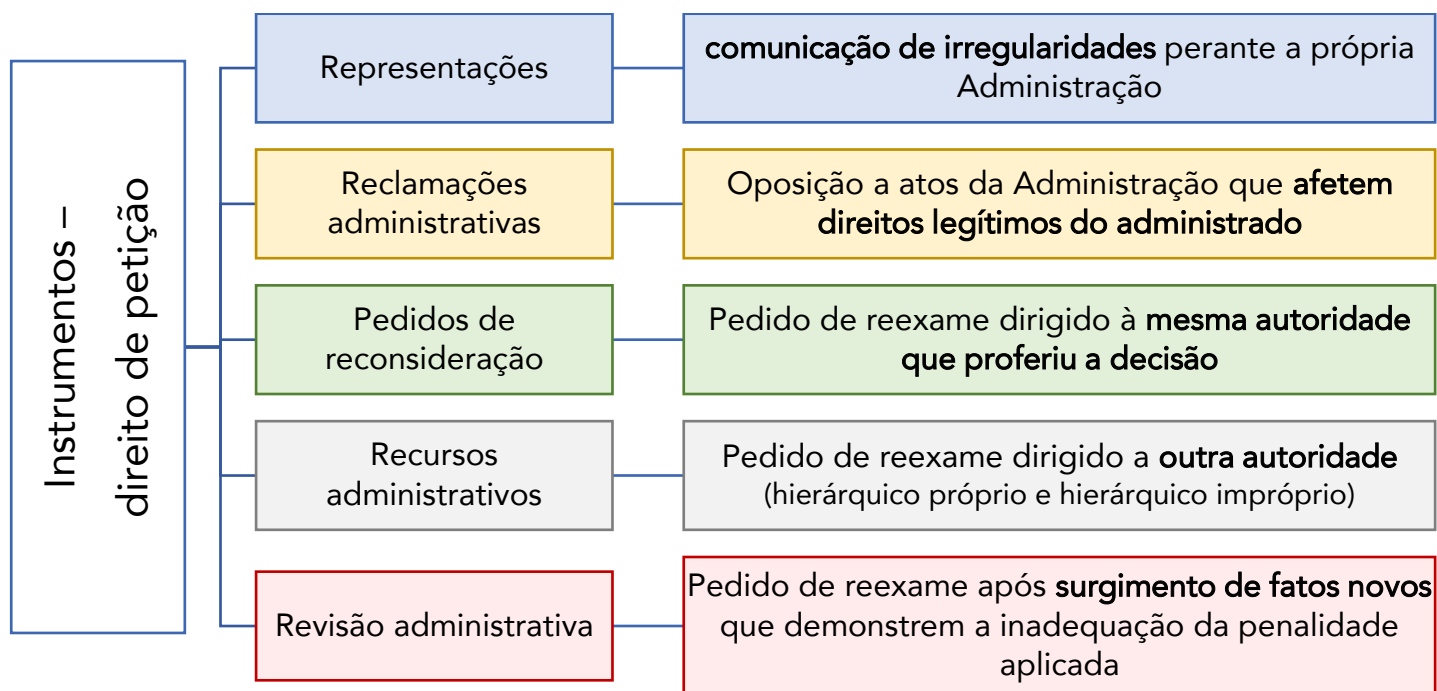 Instrumentos –
direito de petição
Representações
comunicação de irregularidades perante a própria
Administração
Reclamações
administrativas
Oposição a atos da Administração que afetem
direitos legítimos do administrado
Pedidos de
reconsideração
Pedido de reexame dirigido à mesma autoridade
que proferiu a decisão
Recursos
administrativos
Pedido de reexame dirigido a outra autoridade
(hierárquico próprio e hierárquico impróprio)
Revisão administrativa
Pedido de reexame após surgimento de fatos novos
que demonstrem a inadequação da penalidade
aplicada